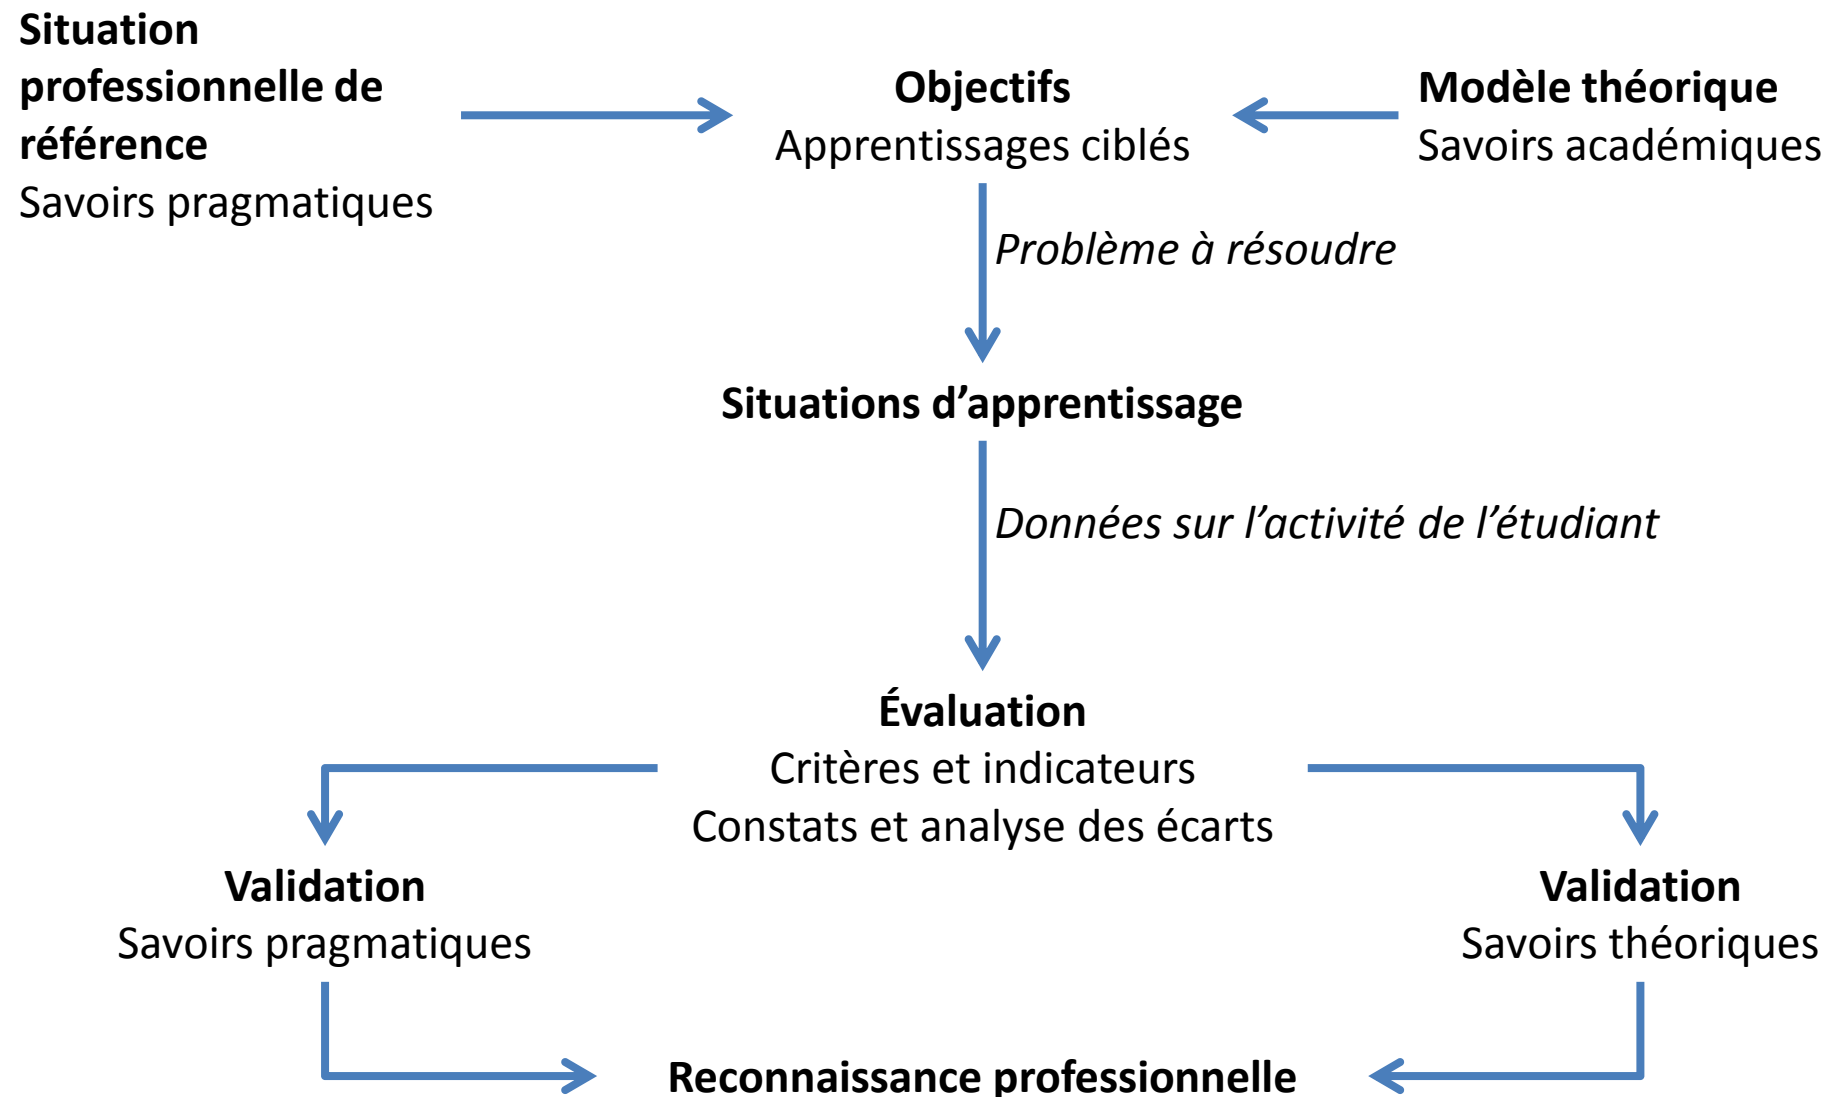 Situation
professionnelle de
référence
Savoirs pragmatiques
Objectifs
Apprentissages ciblés
Modèle théorique
Savoirs académiques
Problème à résoudre
Situations d’apprentissage
Données sur l’activité de l’étudiant
Évaluation
Critères et indicateurs
Constats et analyse des écarts
Validation
Savoirs pragmatiques
Validation
Savoirs théoriques
Reconnaissance professionnelle